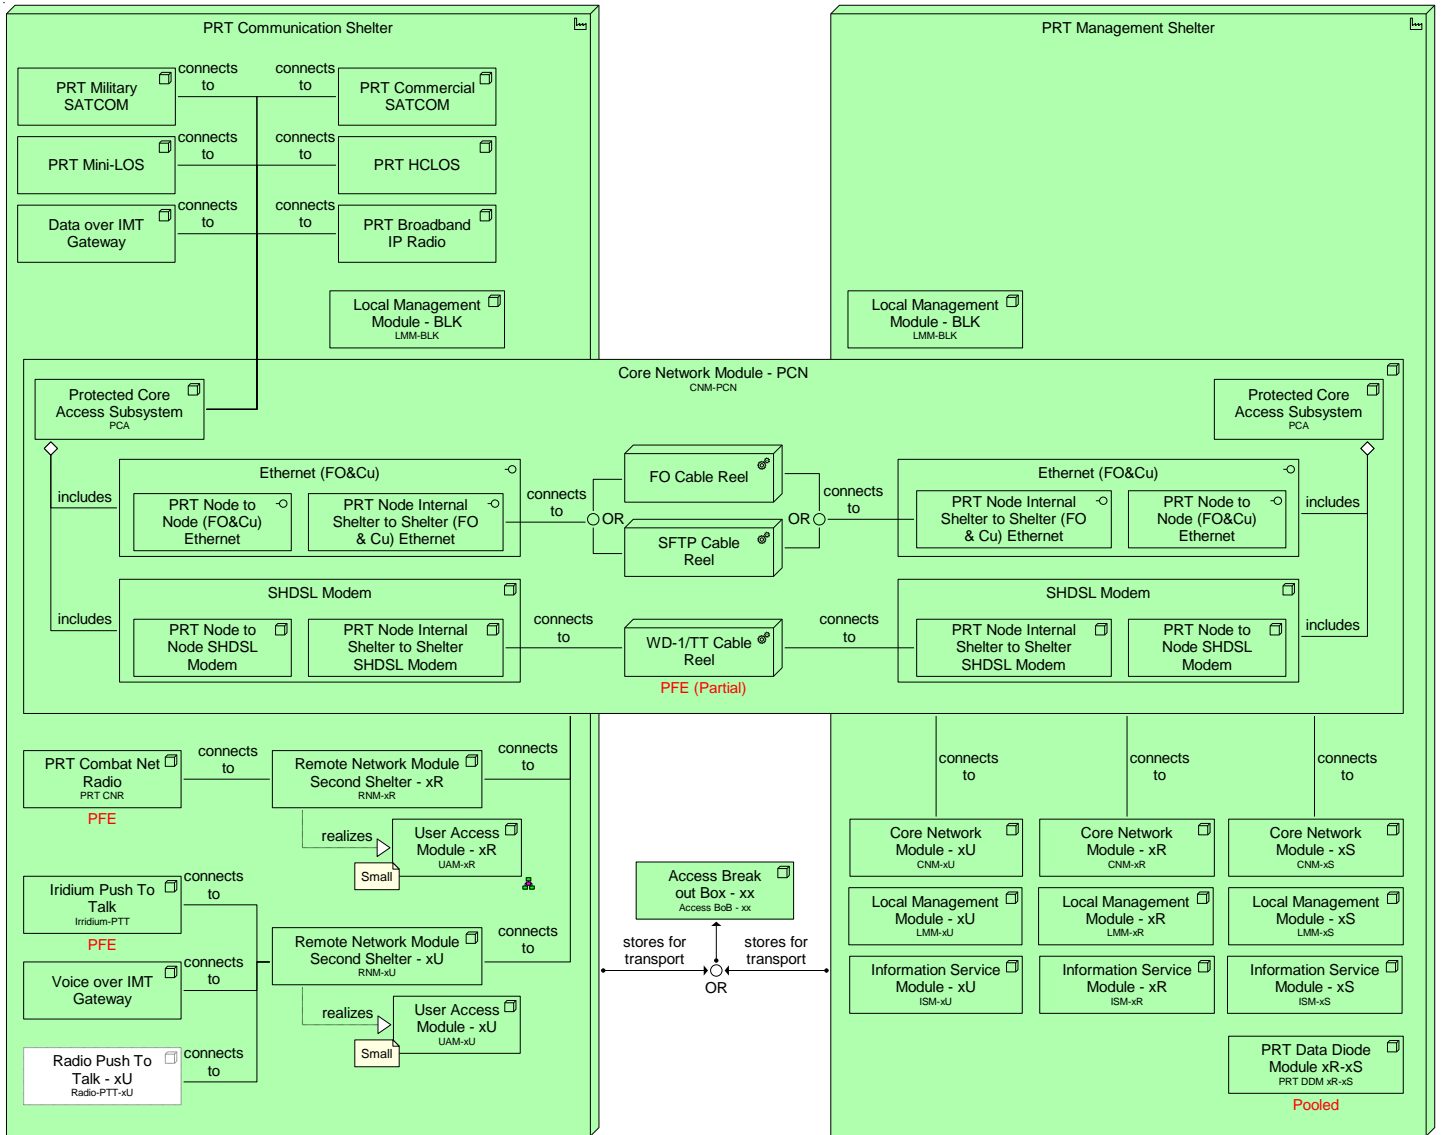 PRT Communication Shelter
PRT Military
SATCOM
connects
to
connects
to
PRT Commercial
SATCOM
PRT Mini-LOS
connects
to
connects
to
PRT HCLOS
Data over IMT
Gateway
connects
to
connects
to
PRT Broadband
IP Radio
Local Management
Module - BLK
LMM-BLK
PRT Management Shelter
Local Management
Module - BLK
LMM-BLK
Core Network Module - PCN
CNM-PCN
Protected Core
Access Subsystem
PCA
Protected Core
Access Subsystem
PCA
includes
Ethernet (FO&Cu)
PRT Node to
Node (FO&Cu)
Ethernet
PRT Node Internal
Shelter to Shelter (FO
& Cu) Ethernet
connects
to
OR
FO Cable Reel
SFTP Cable
Reel
OR
connects
to
Ethernet (FO&Cu)
PRT Node Internal
Shelter to Shelter (FO
& Cu) Ethernet
PRT Node to
Node (FO&Cu)
Ethernet
includes
includes
SHDSL Modem
PRT Node to
Node SHDSL
Modem
PRT Node Internal
Shelter to Shelter
SHDSL Modem
connects
to
WD-1/TT Cable
Reel
PFE (Partial)
connects
to
SHDSL Modem
PRT Node Internal
Shelter to Shelter
SHDSL Modem
PRT Node to
Node SHDSL
Modem
includes
PRT Combat Net
Radio
PRT CNR
PFE
connects
to
Remote Network Module
Second Shelter - xR
RNM-xR
connects
to
realizes
User Access
Module - xR
UAM-xR
Small
Iridium Push To
Talk
Irridium-PTT
PFE
connects
to
Voice over IMT
Gateway
connects
to
Remote Network Module
Second Shelter - xU
RNM-xU
connects
to
realizes
User Access
Module - xU
UAM-xU
Small
Radio Push To
Talk - xU
Radio-PTT-xU
connects
to
Access Break
out Box - xx
Access BoB - xx
stores for
transport
stores for
transport
OR
connects
to
connects
to
connects
to
Core Network
Module - xU
CNM-xU
Core Network
Module - xR
CNM-xR
Core Network
Module - xS
CNM-xS
Local Management
Module - xU
LMM-xU
Local Management
Module - xR
LMM-xR
Local Management
Module - xS
LMM-xS
Information Service
Module - xU
ISM-xU
Information Service
Module - xR
ISM-xR
Information Service
Module - xS
ISM-xS
PRT Data Diode
Module xR-xS
PRT DDM xR-xS
Pooled